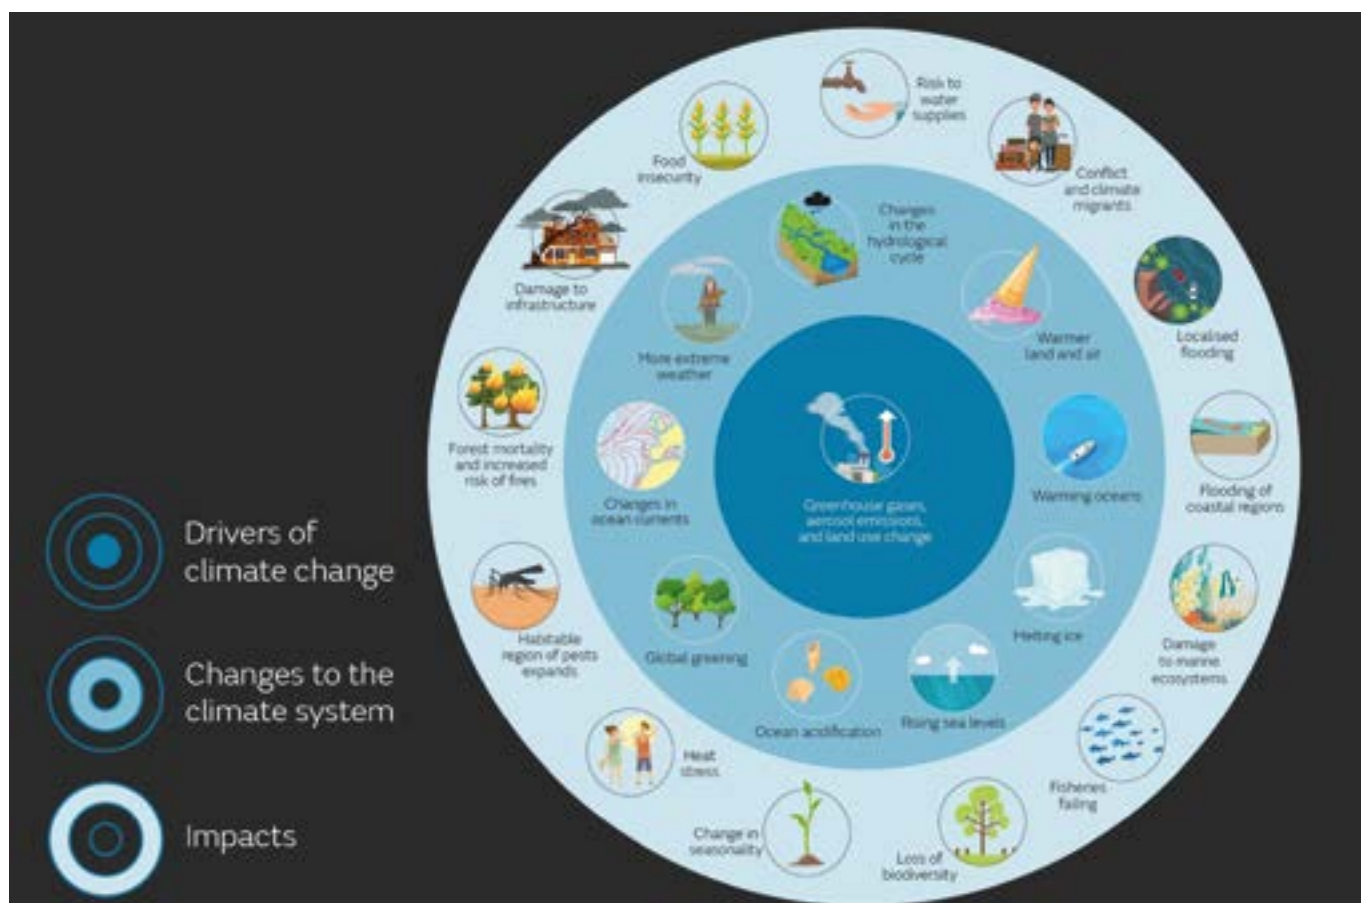 Drivers of
climate change
Changes to the
climate system
Impacts
Risk to
water
supplies
Conflict
and climate
migrants
Localised
flooding
Flooding of
coastal regions
Damage
to marine
ecosystems
Fisheries
failing
Loss of
biodiversity
Change in
seasonality
Heat
stress
Habitable
region of pests
expands
Forest mortality
and increased
risk of fires
Damage to
infrastructure
Food
insecurity
Changes
in the
hydrological
cycle
Warmer
land and air
Warming oceans
Melting ice
Rising sea levels
Ocean acidification
Global greening
Changes in
ocean currents
More extreme
weather
Greenhouse gases,
aerosol emissions,
and land use change